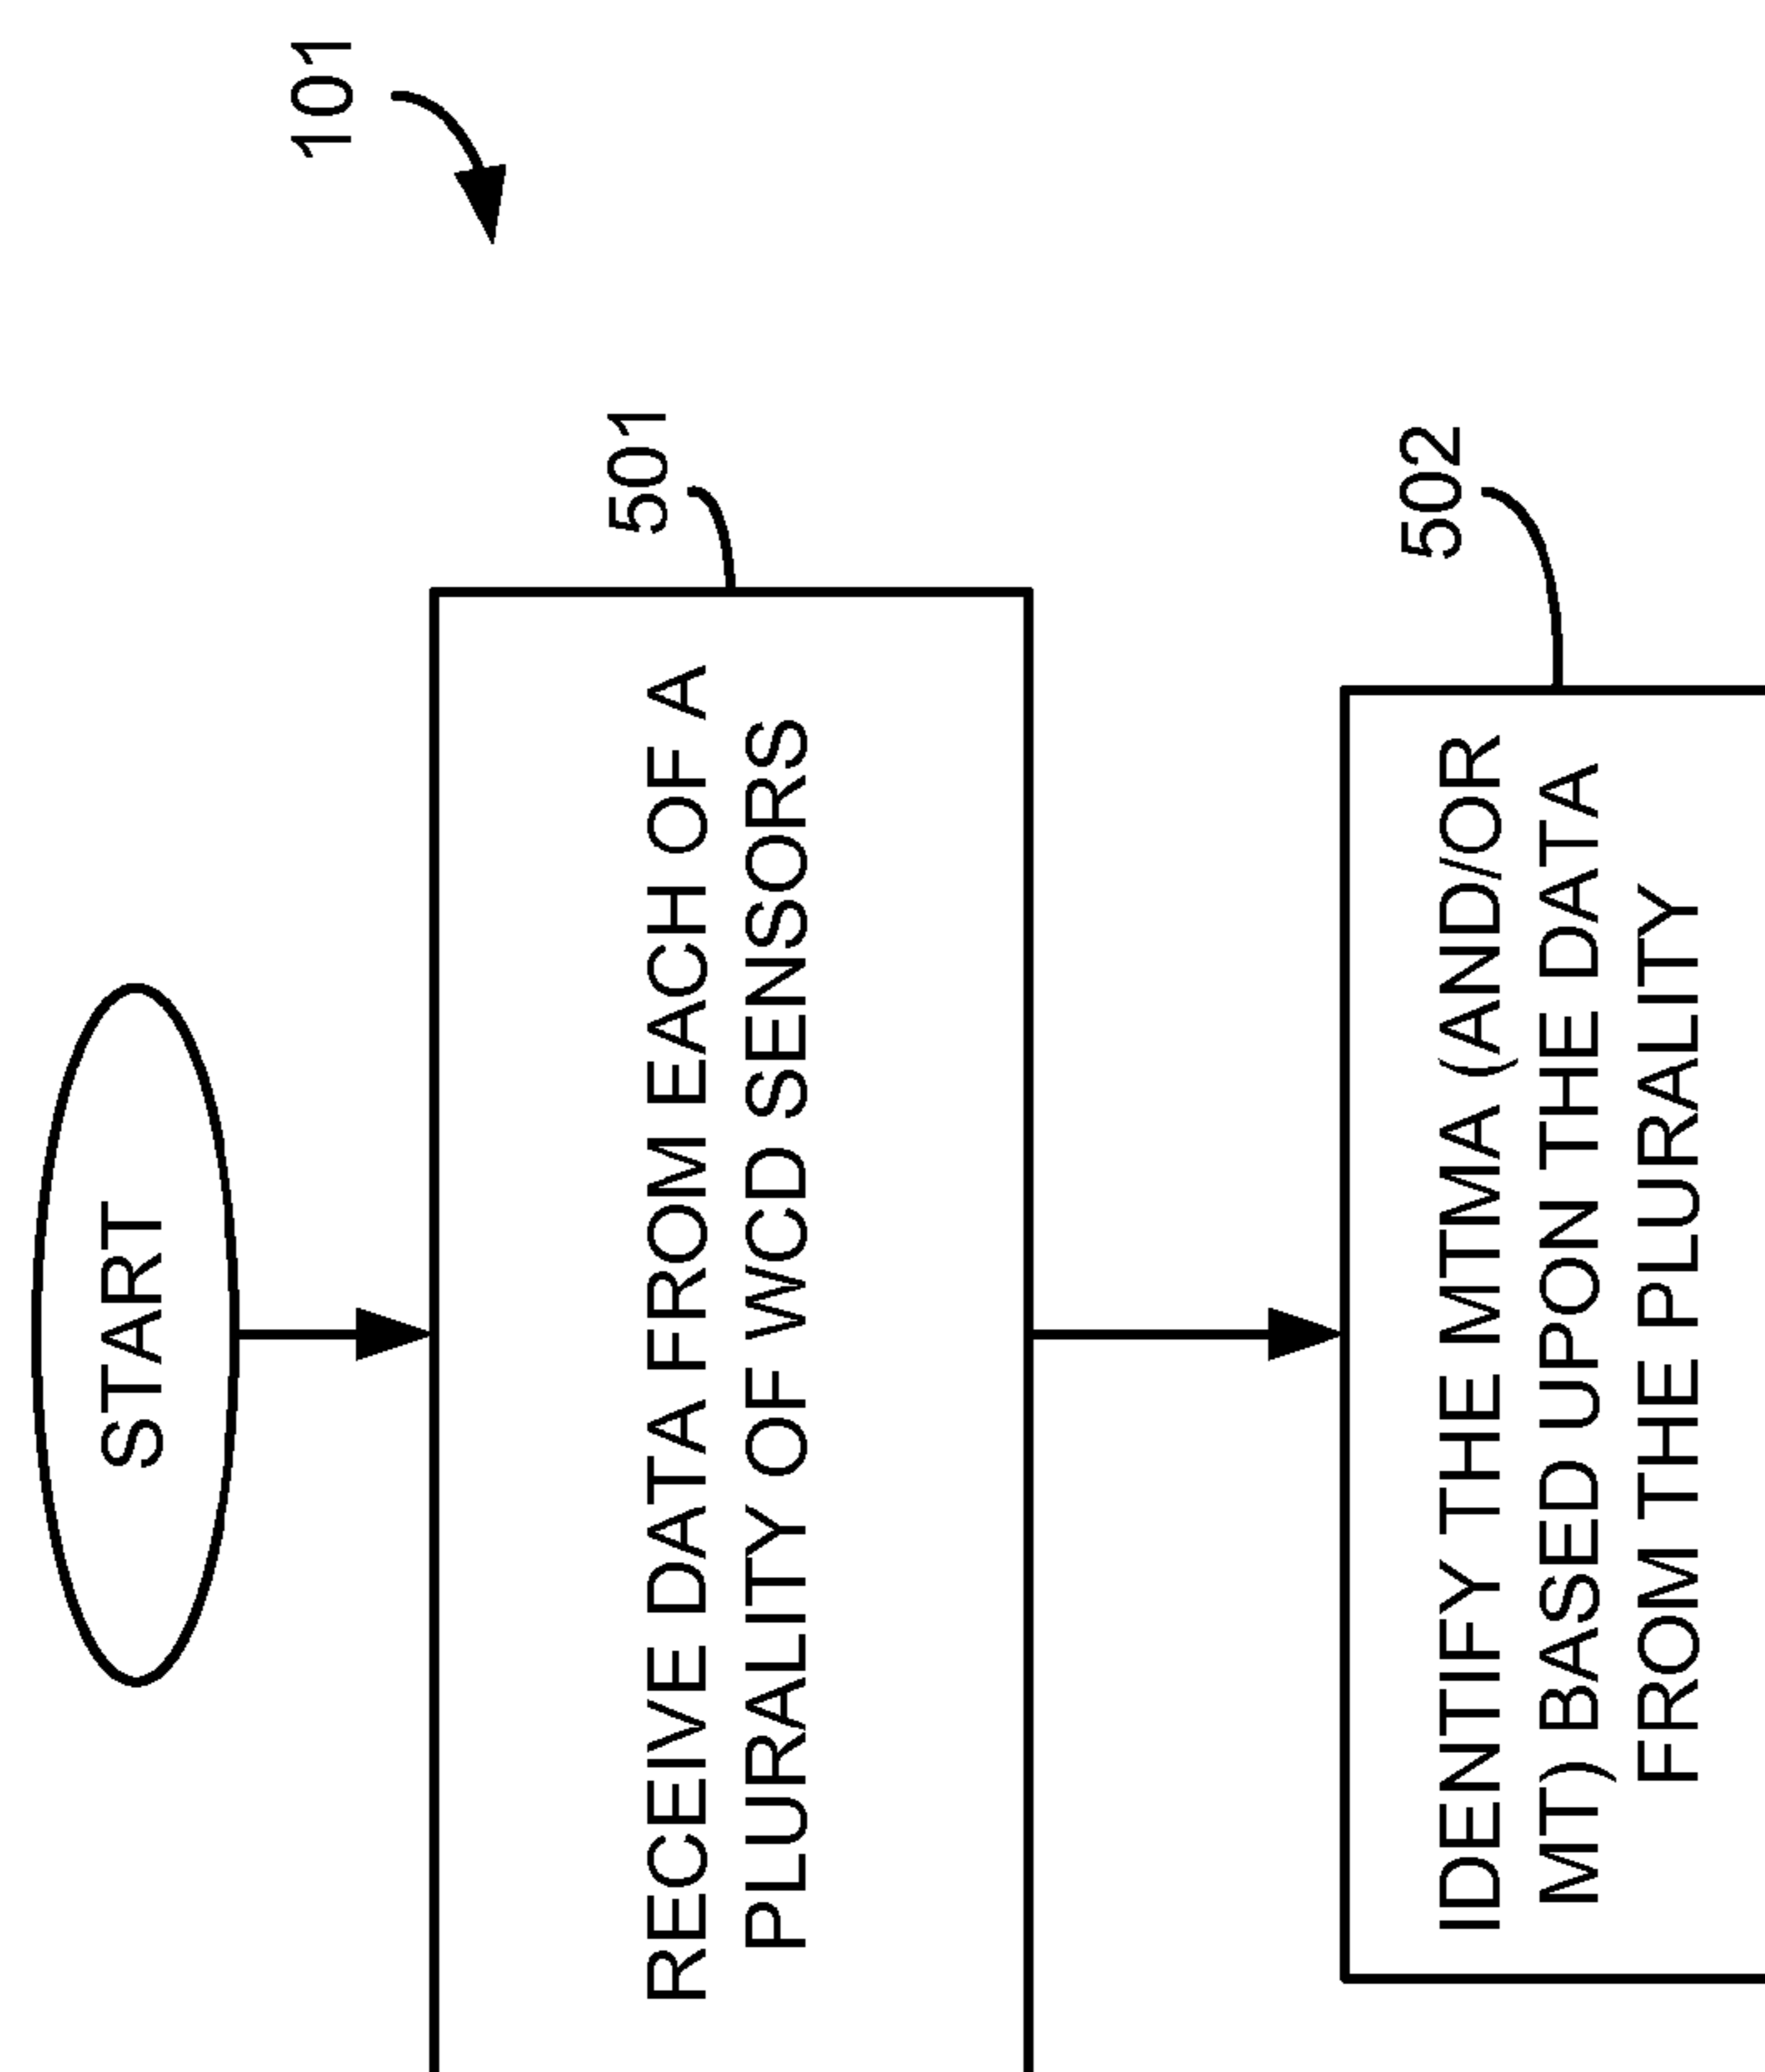 101
START
501
RECEIVE DATA FROM EACH OF A
PLURALITY OF WCD SENSORS
502
IDENTIFY THE MTMA (AND/OR
MT) BASED UPON THE DATA
FROM THE PLURALITY